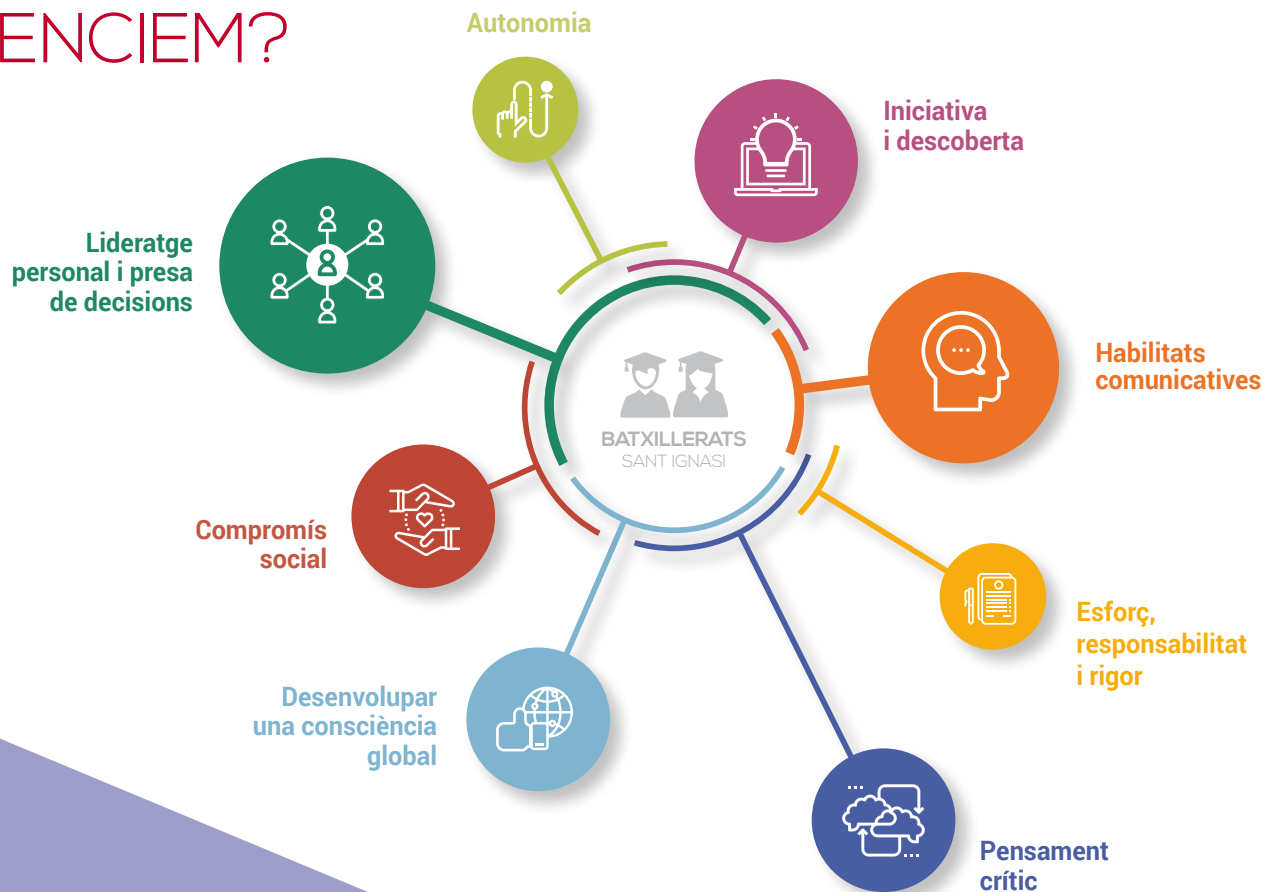 ENCIEM?
Autonomia
Iniciativa
i descoberta
Lideratge
personal i presa
de decisions
Habilitats
comunicatives
BATXILLERATS
SANT IGNASI
Compromís
social
Esforç,
responsabilitat
i rigor
Desenvolupar
una consciència
global
Pensament
crític